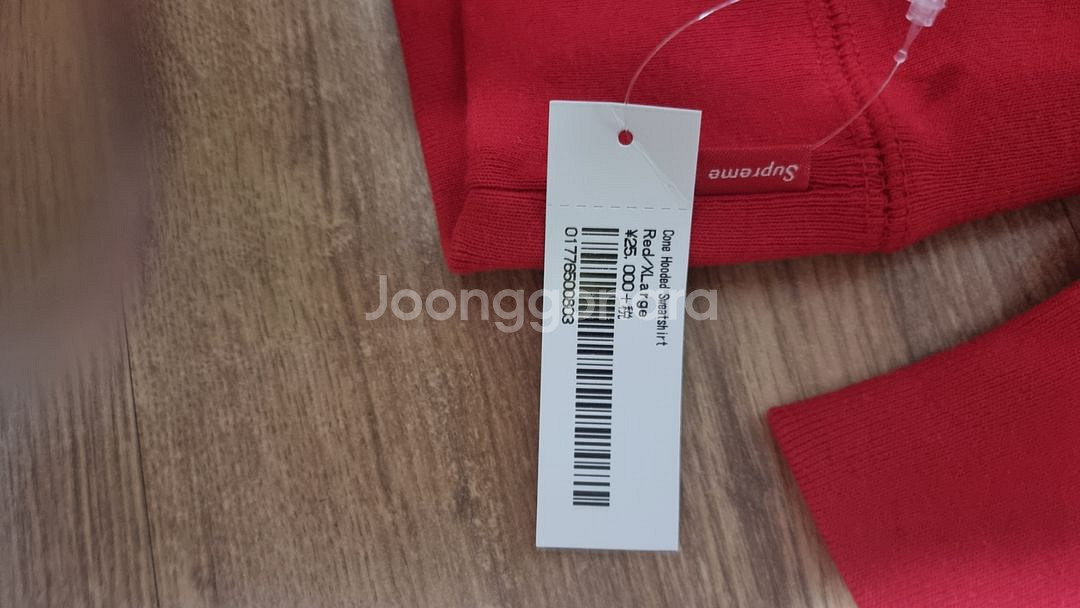 Supreme
Cone Hooded Sweatshirt
Red/XLarge
¥25,000+税
01776500803
Joonggonara